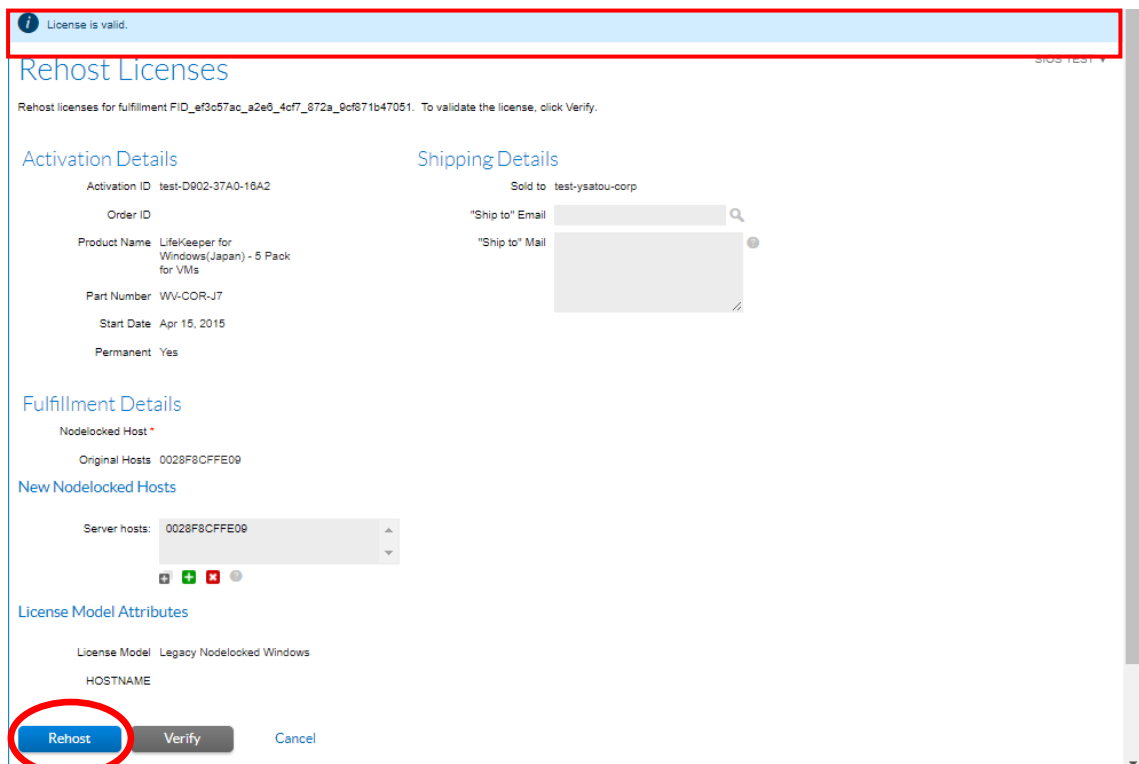 License is valid.
Rehost Licenses
SIOS TEST
Rehost licenses for fulfillment FID_ef3c57ac_a2e6_4cf7_872a_9cf871b47051. To validate the license, click Verify.
Activation Details
Activation ID test-D902-37A0-16A2
Order ID
Product Name LifeKeeper for
Windows(Japan) - 5 Pack
for VMs
Part Number WV-COR-J7
Start Date Apr 15, 2015
Permanent Yes
Shipping Details
Sold to test-ysatou-corp
"Ship to" Email
"Ship to" Mail
Fulfillment Details
Nodelocked Host *
Original Hosts 0028F8CFFE09
New Nodelocked Hosts
Server hosts: 0028F8CFFE09
License Model Attributes
License Model Legacy Nodelocked Windows
HOSTNAME
Rehost Verify Cancel